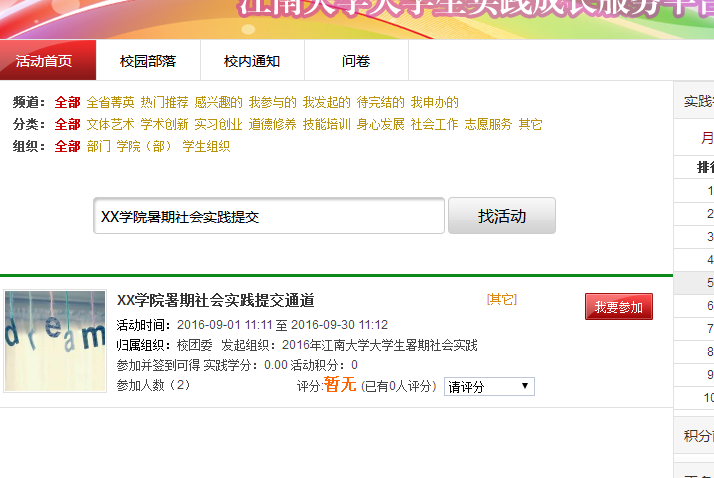 江南大学大学生实践成长服务平台
活动首页 校园部落 校内通知 问卷
频道： 全部 全省菁英 热门推荐 感兴趣的 我参与的 我发起的 待完结的 我申办的
分类： 全部 文体艺术 学术创新 实习创业 道德修养 技能培训 身心发展 社会工作 志愿服务 其它
组织： 全部 部门 学院（部） 学生组织
XX学院暑期社会实践提交 找活动
dream
XX学院暑期社会实践提交通道 [其它] 我要参加
活动时间：2016-09-01 11:11 至 2016-09-30 11:12
归属组织：校团委 发起组织：2016年江南大学大学生暑期社会实践
参加并签到可得 实践学分：0.00 活动积分：0
参加人数（2） 评分:暂无 (已有0人评分) 请评分
实践
月
排行
1
2
3
4
5
6
7
8
9
10
积分